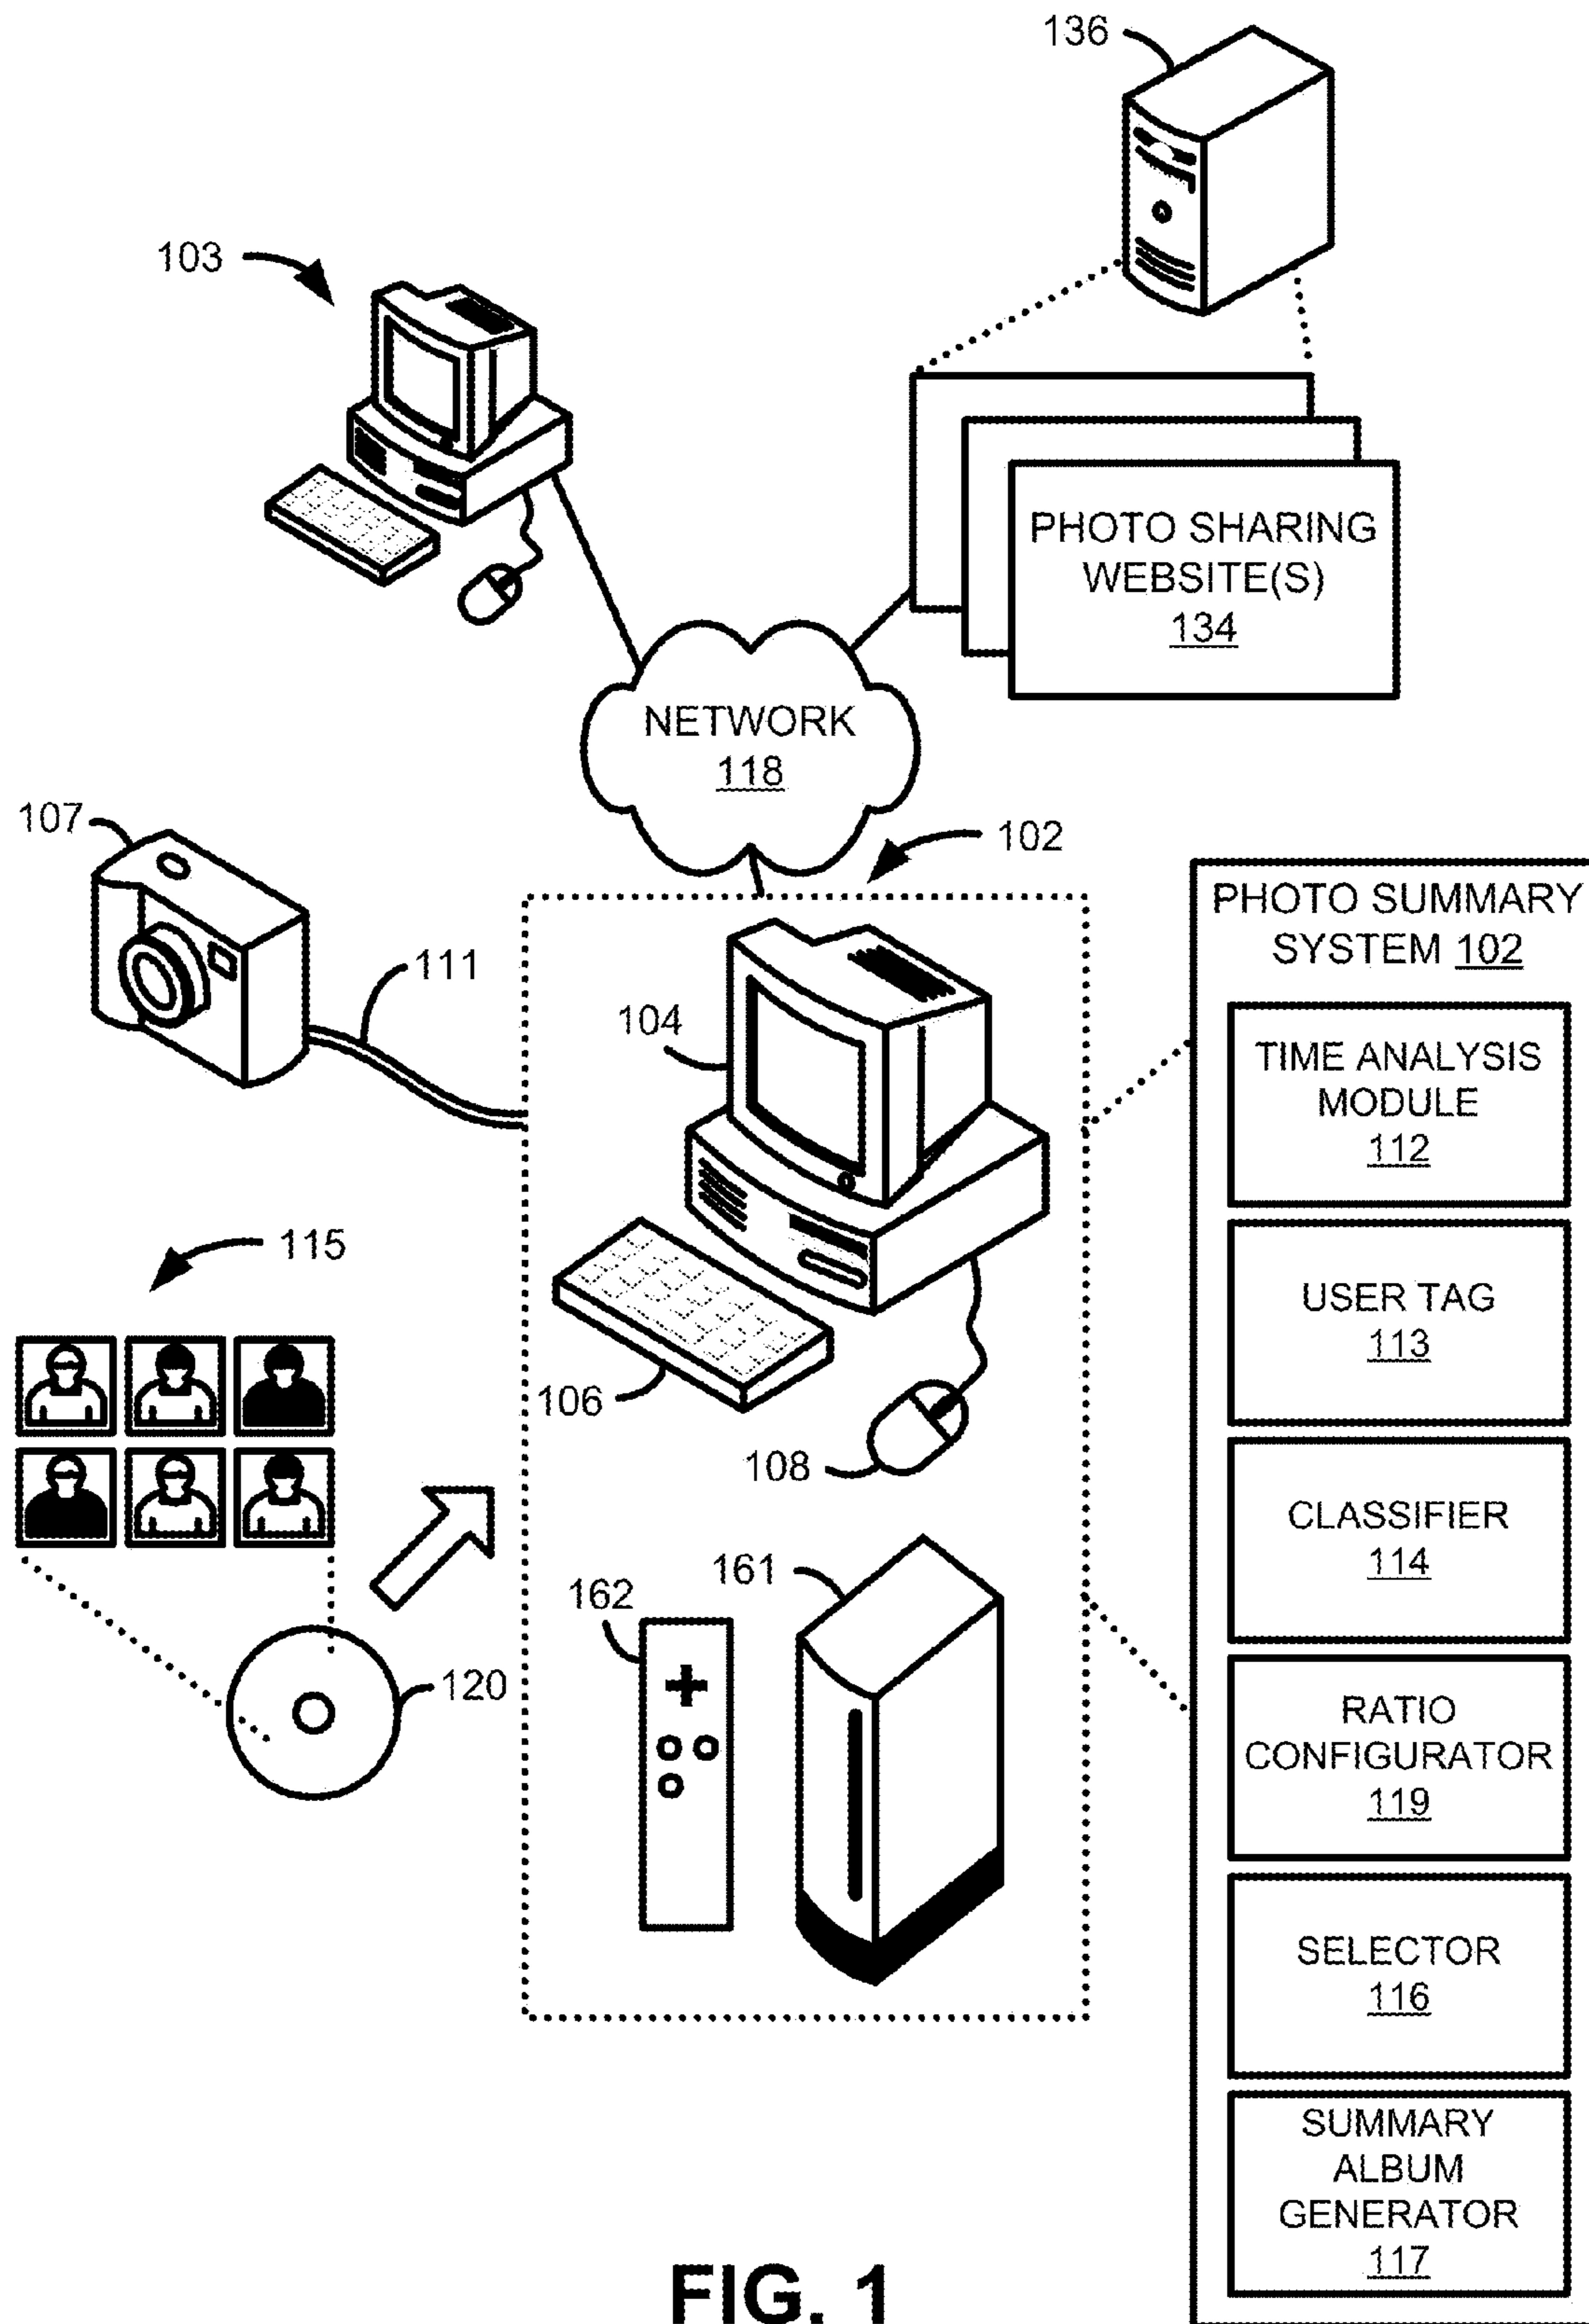 136
103
PHOTO SHARING
WEBSITE(S)
134
NETWORK
118
107
102
111
104
115
106
108
162
161
120
PHOTO SUMMARY
SYSTEM 102
TIME ANALYSIS
MODULE
112
USER TAG
113
CLASSIFIER
114
RATIO
CONFIGURATOR
119
SELECTOR
116
SUMMARY
ALBUM
GENERATOR
117
FIG. 1